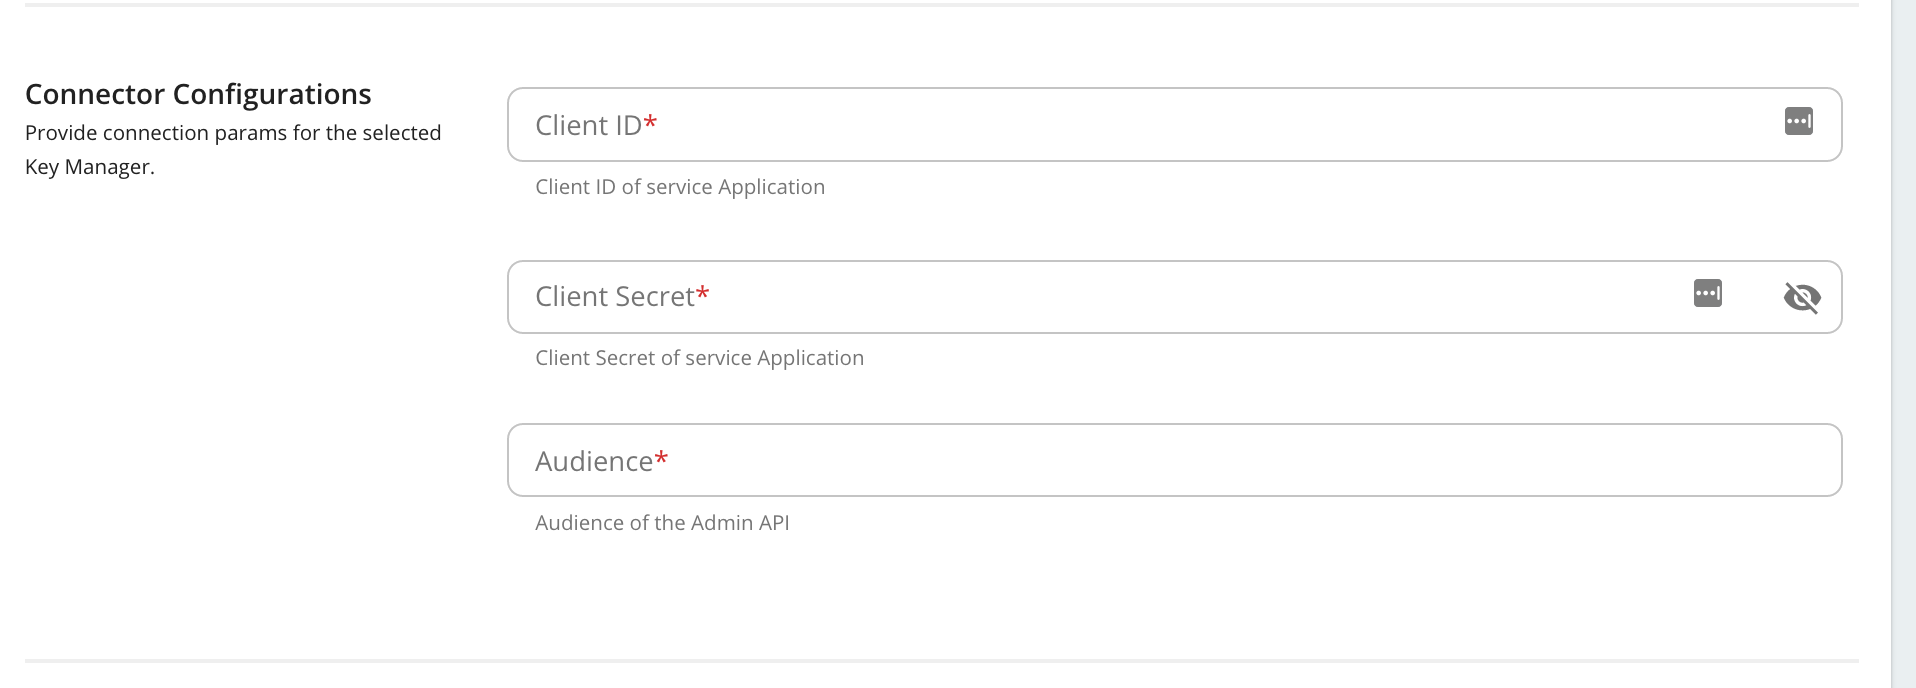 Connector Configurations
Provide connection params for the selected
Key Manager.
Client ID*
Client ID of service Application
Client Secret*
Client Secret of service Application
Audience*
Audience of the Admin API